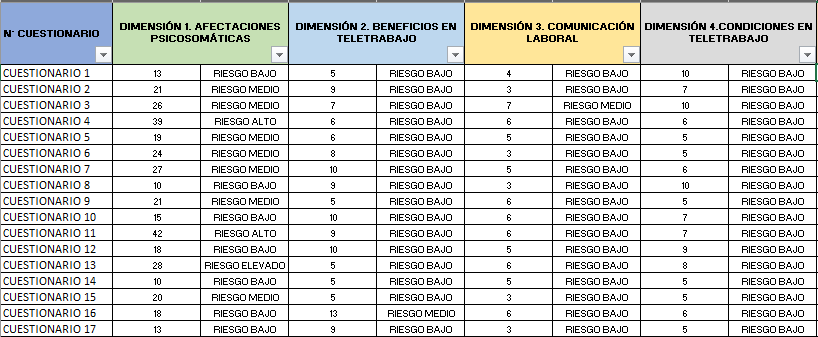 N° CUESTIONARIO DIMENSIÓN 1. AFECTACIONES PSICOSOMÁTICAS DIMENSIÓN 2. BENEFICIOS EN TELETRABAJO DIMENSIÓN 3. COMUNICACIÓN LABORAL DIMENSIÓN 4.CONDICIONES EN TELETRABAJO
CUESTIONARIO 1 13 RIESGO BAJO 5 RIESGO BAJO 4 RIESGO BAJO 10 RIESGO BAJO
CUESTIONARIO 2 21 RIESGO MEDIO 9 RIESGO BAJO 3 RIESGO BAJO 7 RIESGO BAJO
CUESTIONARIO 3 26 RIESGO MEDIO 7 RIESGO BAJO 7 RIESGO MEDIO 10 RIESGO BAJO
CUESTIONARIO 4 39 RIESGO ALTO 6 RIESGO BAJO 6 RIESGO BAJO 6 RIESGO BAJO
CUESTIONARIO 5 19 RIESGO MEDIO 6 RIESGO BAJO 5 RIESGO BAJO 5 RIESGO BAJO
CUESTIONARIO 6 24 RIESGO MEDIO 8 RIESGO BAJO 3 RIESGO BAJO 5 RIESGO BAJO
CUESTIONARIO 7 27 RIESGO MEDIO 10 RIESGO BAJO 5 RIESGO BAJO 6 RIESGO BAJO
CUESTIONARIO 8 10 RIESGO BAJO 9 RIESGO BAJO 3 RIESGO BAJO 10 RIESGO BAJO
CUESTIONARIO 9 21 RIESGO MEDIO 5 RIESGO BAJO 6 RIESGO BAJO 5 RIESGO BAJO
CUESTIONARIO 10 15 RIESGO BAJO 10 RIESGO BAJO 6 RIESGO BAJO 7 RIESGO BAJO
CUESTIONARIO 11 42 RIESGO ALTO 9 RIESGO BAJO 6 RIESGO BAJO 7 RIESGO BAJO
CUESTIONARIO 12 18 RIESGO BAJO 10 RIESGO BAJO 5 RIESGO BAJO 9 RIESGO BAJO
CUESTIONARIO 13 28 RIESGO ELEVADO 5 RIESGO BAJO 6 RIESGO BAJO 8 RIESGO BAJO
CUESTIONARIO 14 10 RIESGO BAJO 5 RIESGO BAJO 5 RIESGO BAJO 5 RIESGO BAJO
CUESTIONARIO 15 20 RIESGO MEDIO 5 RIESGO BAJO 3 RIESGO BAJO 5 RIESGO BAJO
CUESTIONARIO 16 18 RIESGO BAJO 13 RIESGO MEDIO 6 RIESGO BAJO 6 RIESGO BAJO
CUESTIONARIO 17 13 RIESGO BAJO 9 RIESGO BAJO 3 RIESGO BAJO 5 RIESGO BAJO